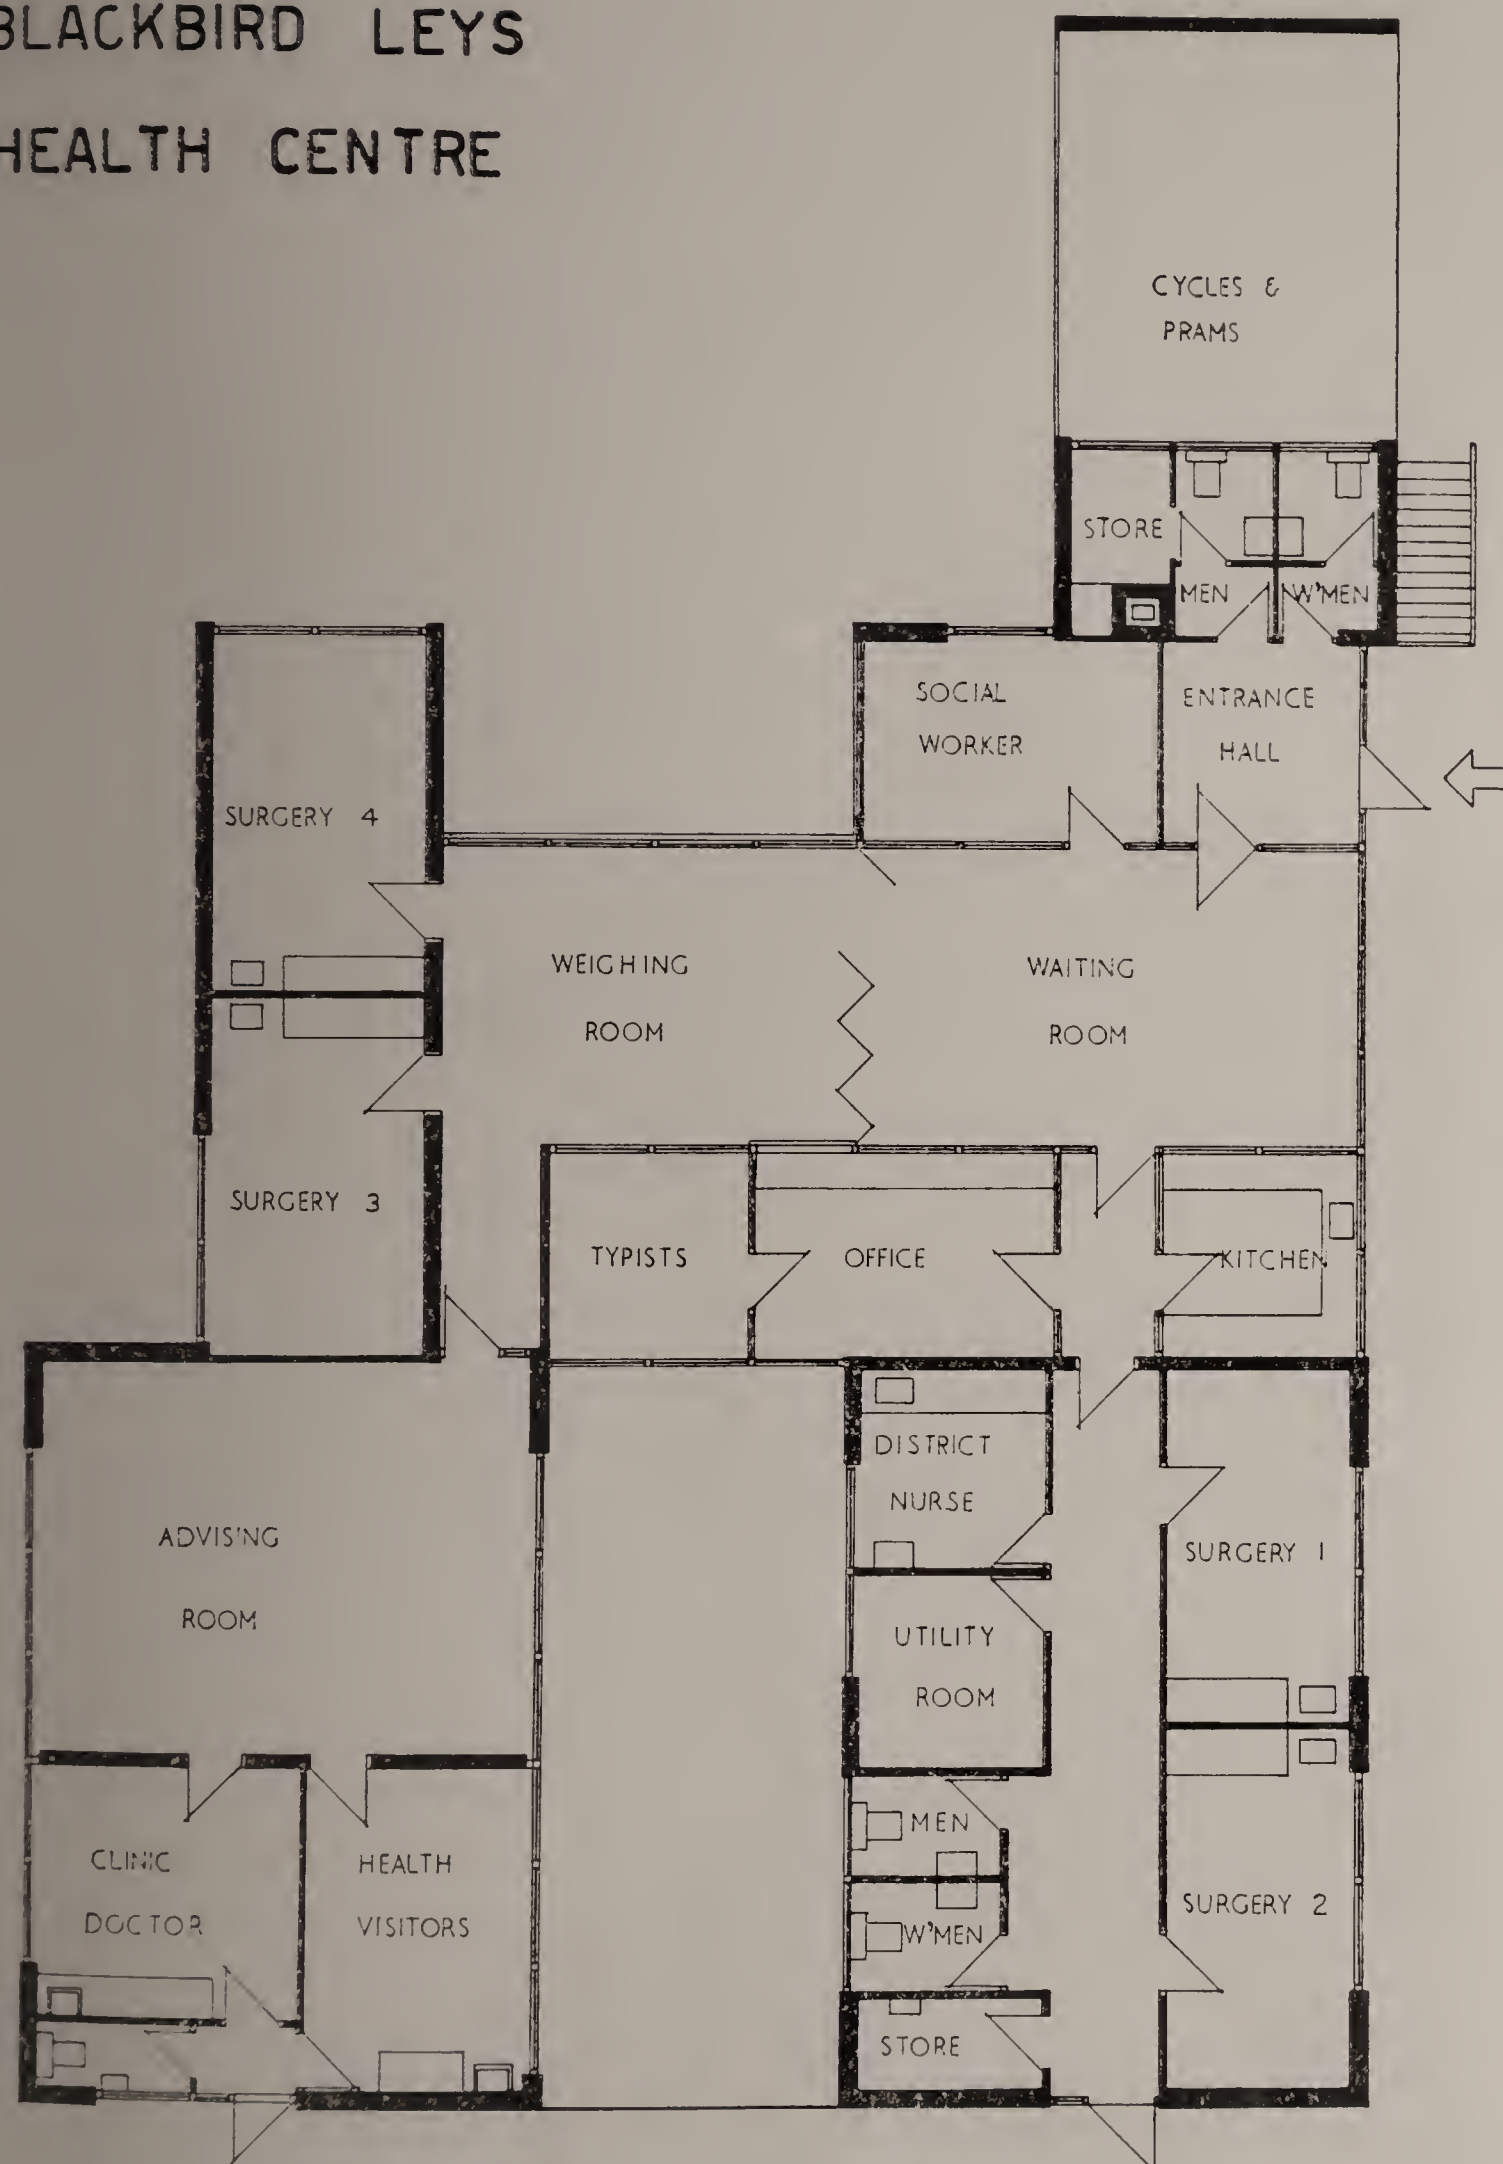 BLACKBIRD LEYS
HEALTH CENTRE
CYCLES &
PRAMS
STORE
MEN
W'MEN
SOCIAL
WORKER
ENTRANCE
HALL
SURGERY 4
WEIGHING
ROOM
WAITING
ROOM
SURGERY 3
TYPISTS
OFFICE
KITCHEN
DISTRICT
NURSE
SURGERY 1
ADVISING
ROOM
UTILITY
ROOM
MEN
W'MEN
CLINIC
DOCTOR
HEALTH
VISITORS
SURGERY 2
STORE